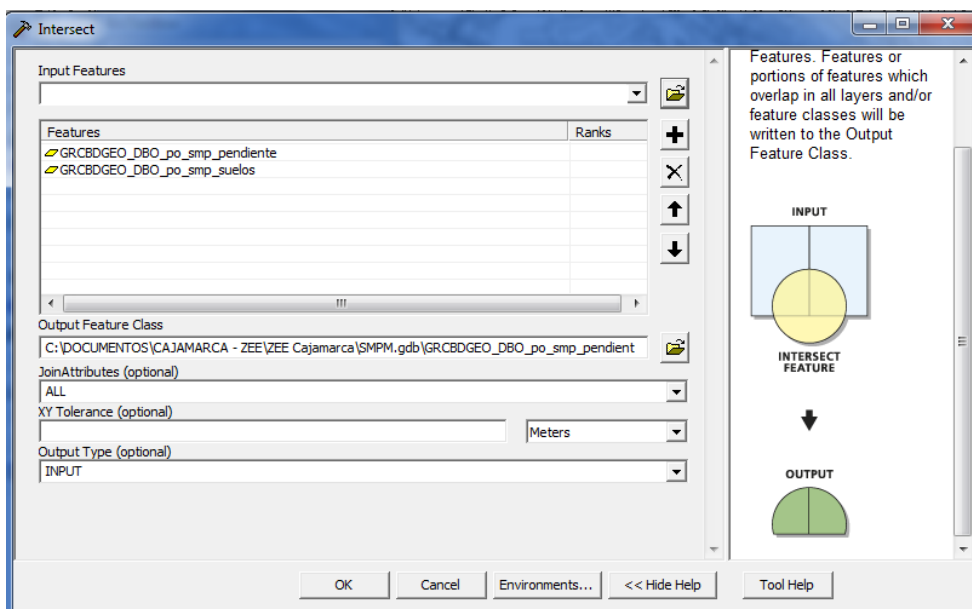 Intersect
Input Features
Features Ranks
GRCBDGEO_DBO_po_smp_pendiente
GRCBDGEO_DBO_po_smp_suelos
Output Feature Class
C:\DOCUMENTOS\CAJAMARCA - ZEE\ZEE Cajamarca\SMPM.gdb\GRCBDGEO_DBO_po_smp_pendient
JoinAttributes (optional)
ALL
XY Tolerance (optional)
Meters
Output Type (optional)
INPUT
OK Cancel Environments... << Hide Help Tool Help
Features. Features or
portions of features which
overlap in all layers and/or
feature classes will be
written to the Output
Feature Class.
INPUT
INTERSECT
FEATURE
OUTPUT